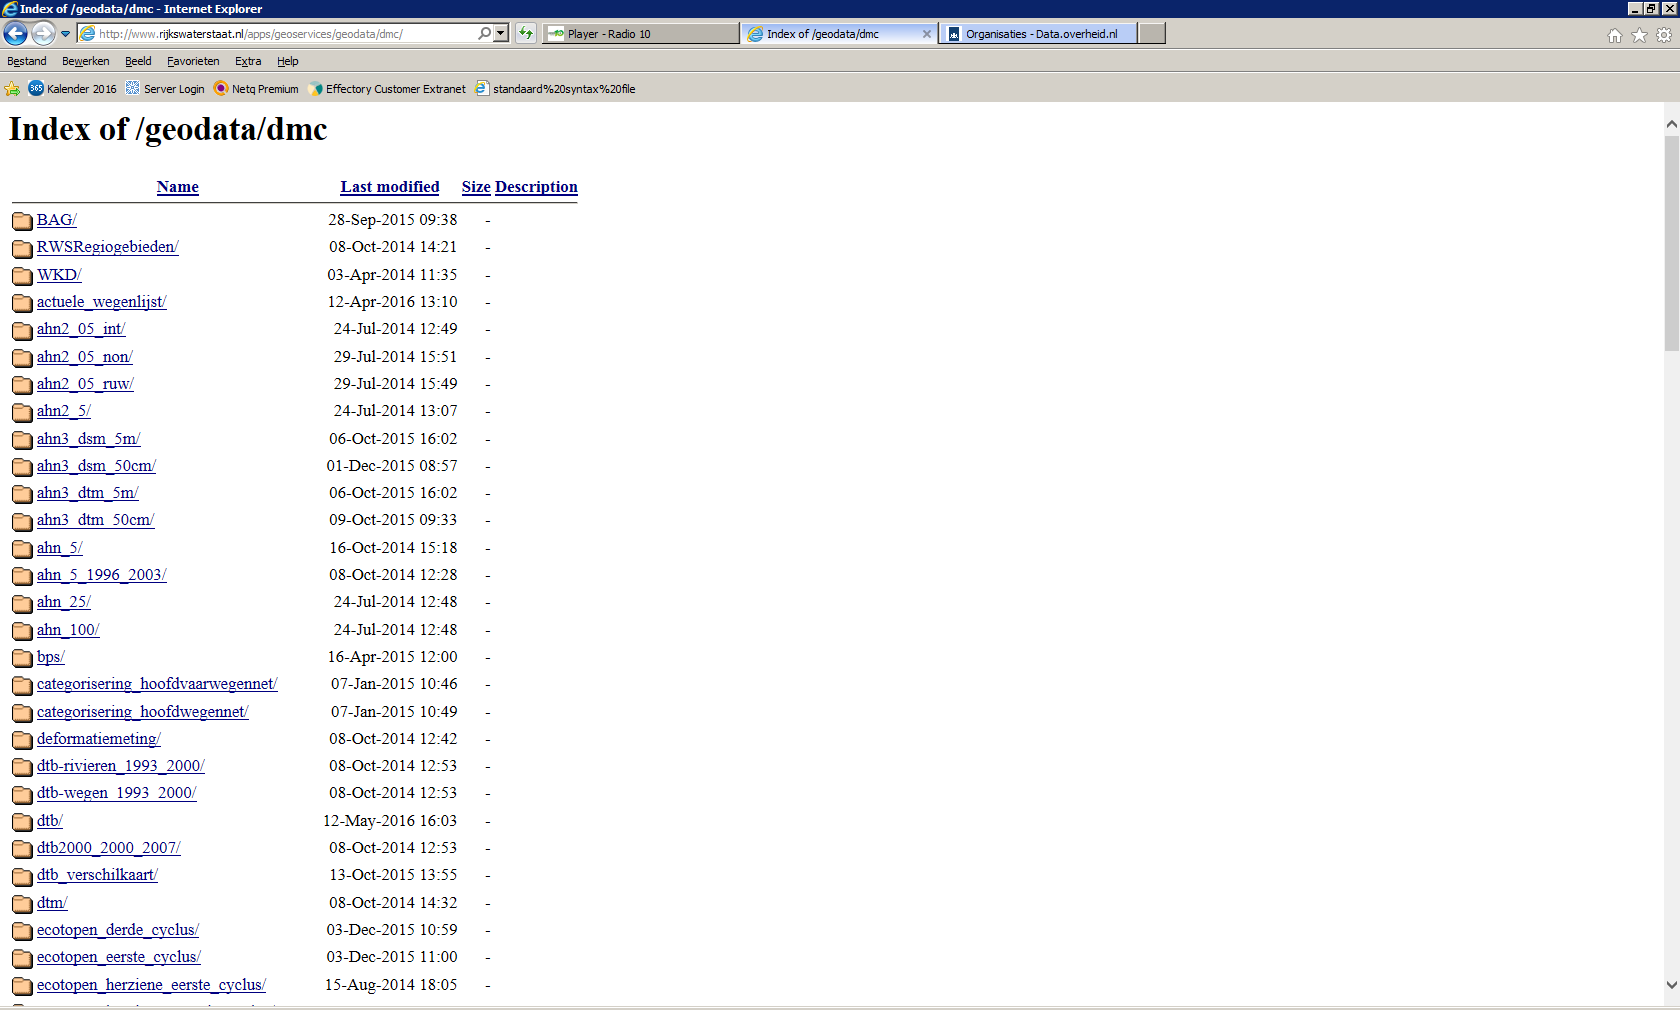 Index of /geodata/dmc - Internet Explorer
http://www.rijkswaterstaat.nl/apps/geoservices/geodata/dmc/ Player - Radio 10 Index of /geodata/dmc Organisaties - Data.overheid.nl
Bestand Bewerken Beeld Favorieten Extra Help
365 Kalender 2016 Server Login Netq Premium Effectory Customer Extranet standaard%20syntax%20file
Index of /geodata/dmc
Name Last modified Size Description
BAG/ 28-Sep-2015 09:38 -
RWSRegiogebieden/ 08-Oct-2014 14:21 -
WKD/ 03-Apr-2014 11:35 -
actuele_wegenlijst/ 12-Apr-2016 13:10 -
ahn2_05_int/ 24-Jul-2014 12:49 -
ahn2_05_non/ 29-Jul-2014 15:51 -
ahn2_05_ruw/ 29-Jul-2014 15:49 -
ahn2_5/ 24-Jul-2014 13:07 -
ahn3_dsm_5m/ 06-Oct-2015 16:02 -
ahn3_dsm_50cm/ 01-Dec-2015 08:57 -
ahn3_dtm_5m/ 06-Oct-2015 16:02 -
ahn3_dtm_50cm/ 09-Oct-2015 09:33 -
ahn_5/ 16-Oct-2014 15:18 -
ahn_5_1996_2003/ 08-Oct-2014 12:28 -
ahn_25/ 24-Jul-2014 12:48 -
ahn_100/ 24-Jul-2014 12:48 -
bps/ 16-Apr-2015 12:00 -
categorisering_hoofdvaarwegennet/ 07-Jan-2015 10:46 -
categorisering_hoofdwegennet/ 07-Jan-2015 10:49 -
deformatiemeting/ 08-Oct-2014 12:42 -
dtb-rivieren_1993_2000/ 08-Oct-2014 12:53 -
dtb-wegen_1993_2000/ 08-Oct-2014 12:53 -
dtb/ 12-May-2016 16:03 -
dtb2000_2000_2007/ 08-Oct-2014 12:53 -
dtb_verschilkaart/ 13-Oct-2015 13:55 -
dtm/ 08-Oct-2014 14:32 -
ecotopen_derde_cyclus/ 03-Dec-2015 10:59 -
ecotopen_eerste_cyclus/ 03-Dec-2015 11:00 -
ecotopen_herziene_eerste_cyclus/ 15-Aug-2014 18:05 -